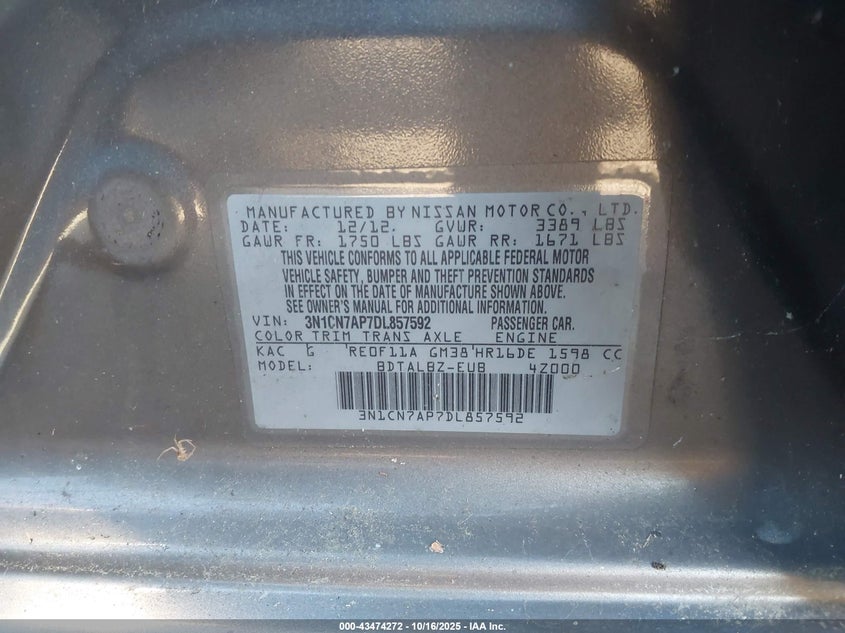 MANUFACTURED BY NISSAN MOTOR CO., LTD.
DATE: 12/12. GVWR: 3389 LBS
GAWR FR: 1750 LBS GAWR RR: 1671 LBS
THIS VEHICLE CONFORMS TO ALL APPLICABLE FEDERAL MOTOR
VEHICLE SAFETY, BUMPER AND THEFT PREVENTION STANDARDS
IN EFFECT ON THE DATE OF MANUFACTURE SHOWN ABOVE.
SEE OWNER'S MANUAL FOR ADDITIONAL INFORMATION.
VIN: 3N1CN7AP7DL857592 PASSENGER CAR.
COLOR TRIM TRANS AXLE ENGINE
KAC G RE0F11A GM38 HR16DE 1598 CC
MODEL: BDTALBZ-EUB 4Z000
3N1CN7AP7DL857592
000-43474272 - 10/16/2025 - IAA Inc.